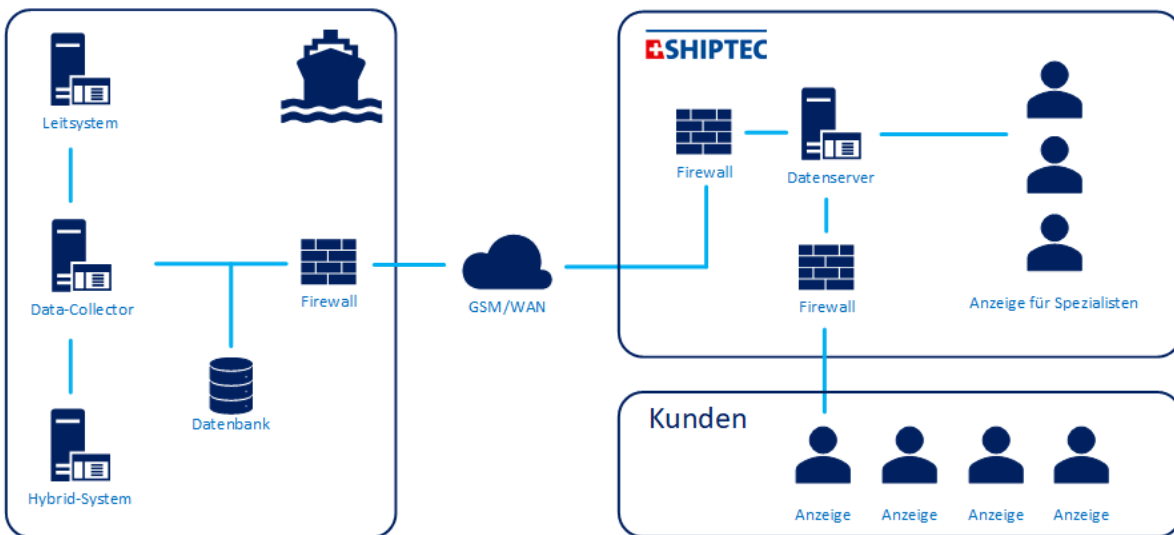 Leitsystem
Data-Collector
Hybrid-System
Datenbank
Firewall
GSM/WAN
SHIPTEC
Firewall
Datenserver
Firewall
Anzeige für Spezialisten
Kunden
Anzeige
Anzeige
Anzeige
Anzeige